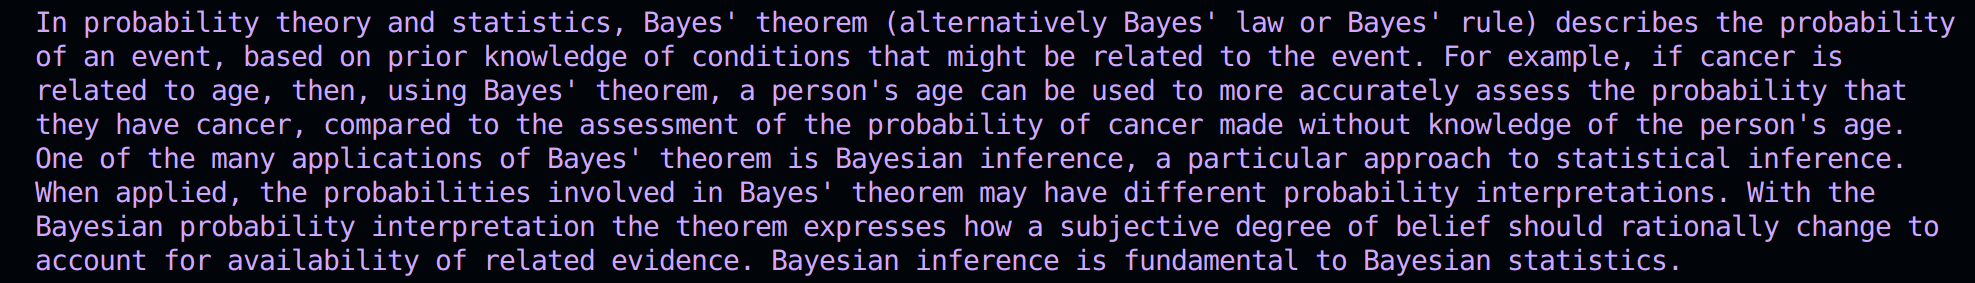 In probability theory and statistics, Bayes' theorem (alternatively Bayes' law or Bayes' rule) describes the probability
of an event, based on prior knowledge of conditions that might be related to the event. For example, if cancer is
related to age, then, using Bayes' theorem, a person's age can be used to more accurately assess the probability that
they have cancer, compared to the assessment of the probability of cancer made without knowledge of the person's age.
One of the many applications of Bayes' theorem is Bayesian inference, a particular approach to statistical inference.
When applied, the probabilities involved in Bayes' theorem may have different probability interpretations. With the
Bayesian probability interpretation the theorem expresses how a subjective degree of belief should rationally change to
account for availability of related evidence. Bayesian inference is fundamental to Bayesian statistics.